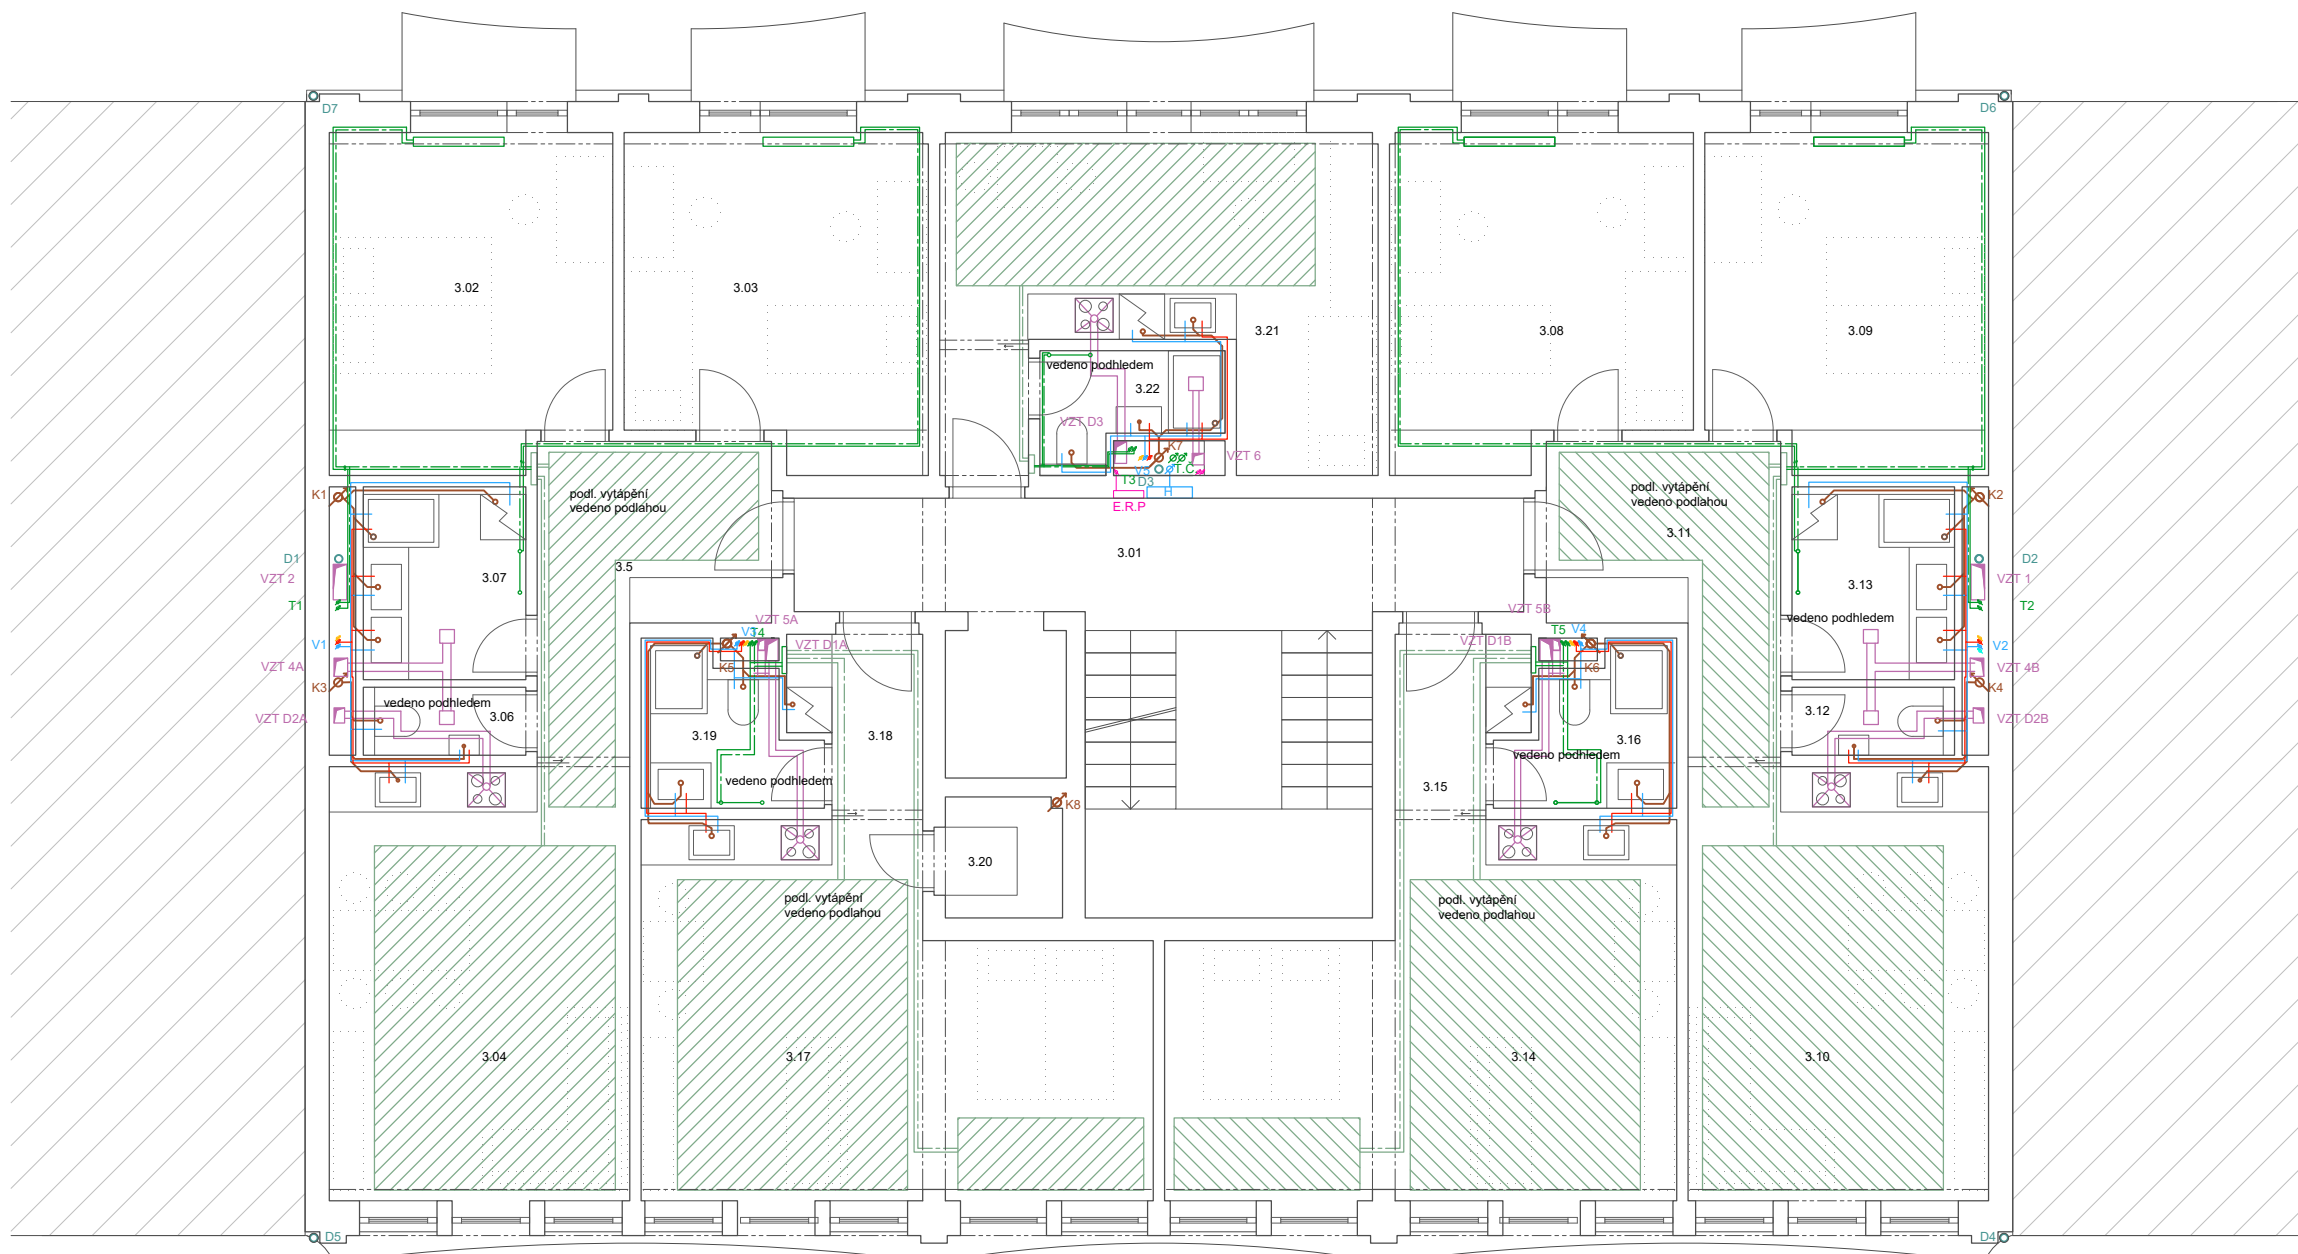 D7
D6
3.02
3.03
3.21
3.08
3.09
vedeno podhledem
3.22
VZT D3
K7
V5
T.C
VZT 6
T3
D3
H
E.R.P
K1
podl. vytápění
vedeno podlahou
podl. vytápění
vedeno podlahou
K2
3.11
3.01
D1
VZT 2
T1
3.07
3.5
3.13
D2
VZT 1
T2
vedeno podhledem
VZT 5A
VZT 5B
V1
V3
T4
VZT D1A
VZT D1B
T5
V4
V2
VZT 4A
K5
K6
VZT 4B
K3
K4
vedeno podhledem
3.06
3.12
VZT D2A
VZT D2B
3.19
3.18
3.16
vedeno podhledem
vedeno podhledem
3.15
K8
3.20
podl. vytápění
vedeno podlahou
podl. vytápění
vedeno podlahou
3.04
3.17
3.14
3.10
D5
D4